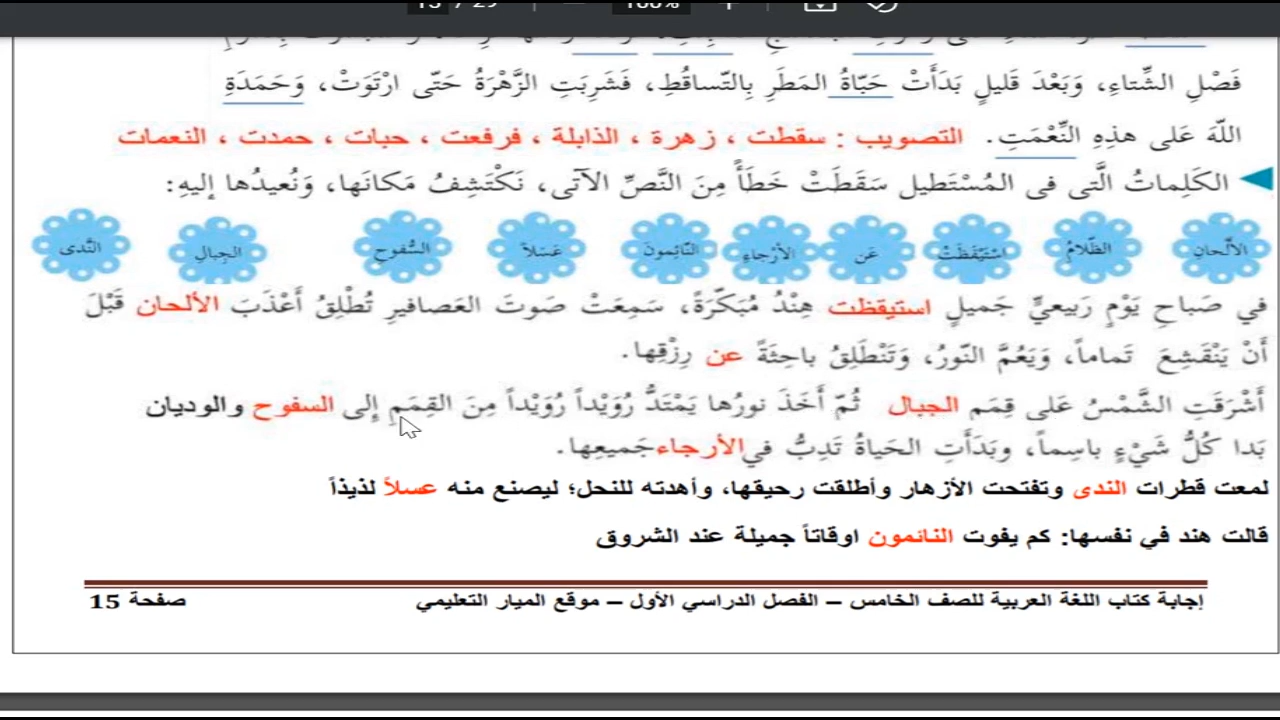 فَصْلِ الشِّتاءِ، وَبَعْدَ قَليلٍ بَدَأَتْ حَبّاةُ المَطَرِ بِالتَّساقُطِ، فَشَرِبَتِ الزَّهْرَةُ حَتّى ارْتَوَتْ، وَحَمَدَةِ
اللّهَ عَلى هذِهِ النِّعْمَتِ. التصويب : سقطت ، زهرة ، الذابلة ، فرفعت ، حبات ، حمدت ، النعمات
الكَلِماتُ الَّتي في المُسْتَطيلِ سَقَطَتْ خَطَأً مِنَ النَّصِّ الآتي، نَكْتَشِفُ مَكانَها، وَنُعيدُها إليهِ:
الأَلْحانِ الظَّلامُ اسْتَيْقَظَتْ عَن الأَرْجاءِ النّائِمونَ عَسَلاً السُّفوحِ الجِبالِ النَّدى
في صَباحِ يَوْمٍ رَبيعيٍّ جَميلٍ استيقظت هِنْدُ مُبَكِّرَةً، سَمِعَتْ صَوتَ العَصافيرِ تُطْلِقُ أَعْذَبَ الألحان قَبْلَ
أَنْ يَنْقَشِعَ تَماماً، وَيَعُمَّ النّورُ، وَتَنْطَلِقُ باحِثَةً عن رِزْقِها.
أَشْرَقَتِ الشَّمْسُ عَلى قِمَمِ الجبال ثُمّ أَخَذَ نورُها يَمْتَدُّ رُوَيْداً رُوَيْداً مِنَ القِمَمِ إِلى السفوح والوديان
بَدا كُلُّ شَيْءٍ باسِماً، وبَدَأَتِ الحَياةُ تَدِبُّ في الأرجاء جَميعِها.
لمعت قطرات الندى وتفتحت الأزهار وأطلقت رحيقها، وأهدته للنحل؛ ليصنع منه عسلاً لذيذاً
قالت هند في نفسها: كم يفوت النائمون اوقاتاً جميلة عند الشروق
إجابة كتاب اللغة العربية للصف الخامس – الفصل الدراسي الأول – موقع الميار التعليمي صفحة 15